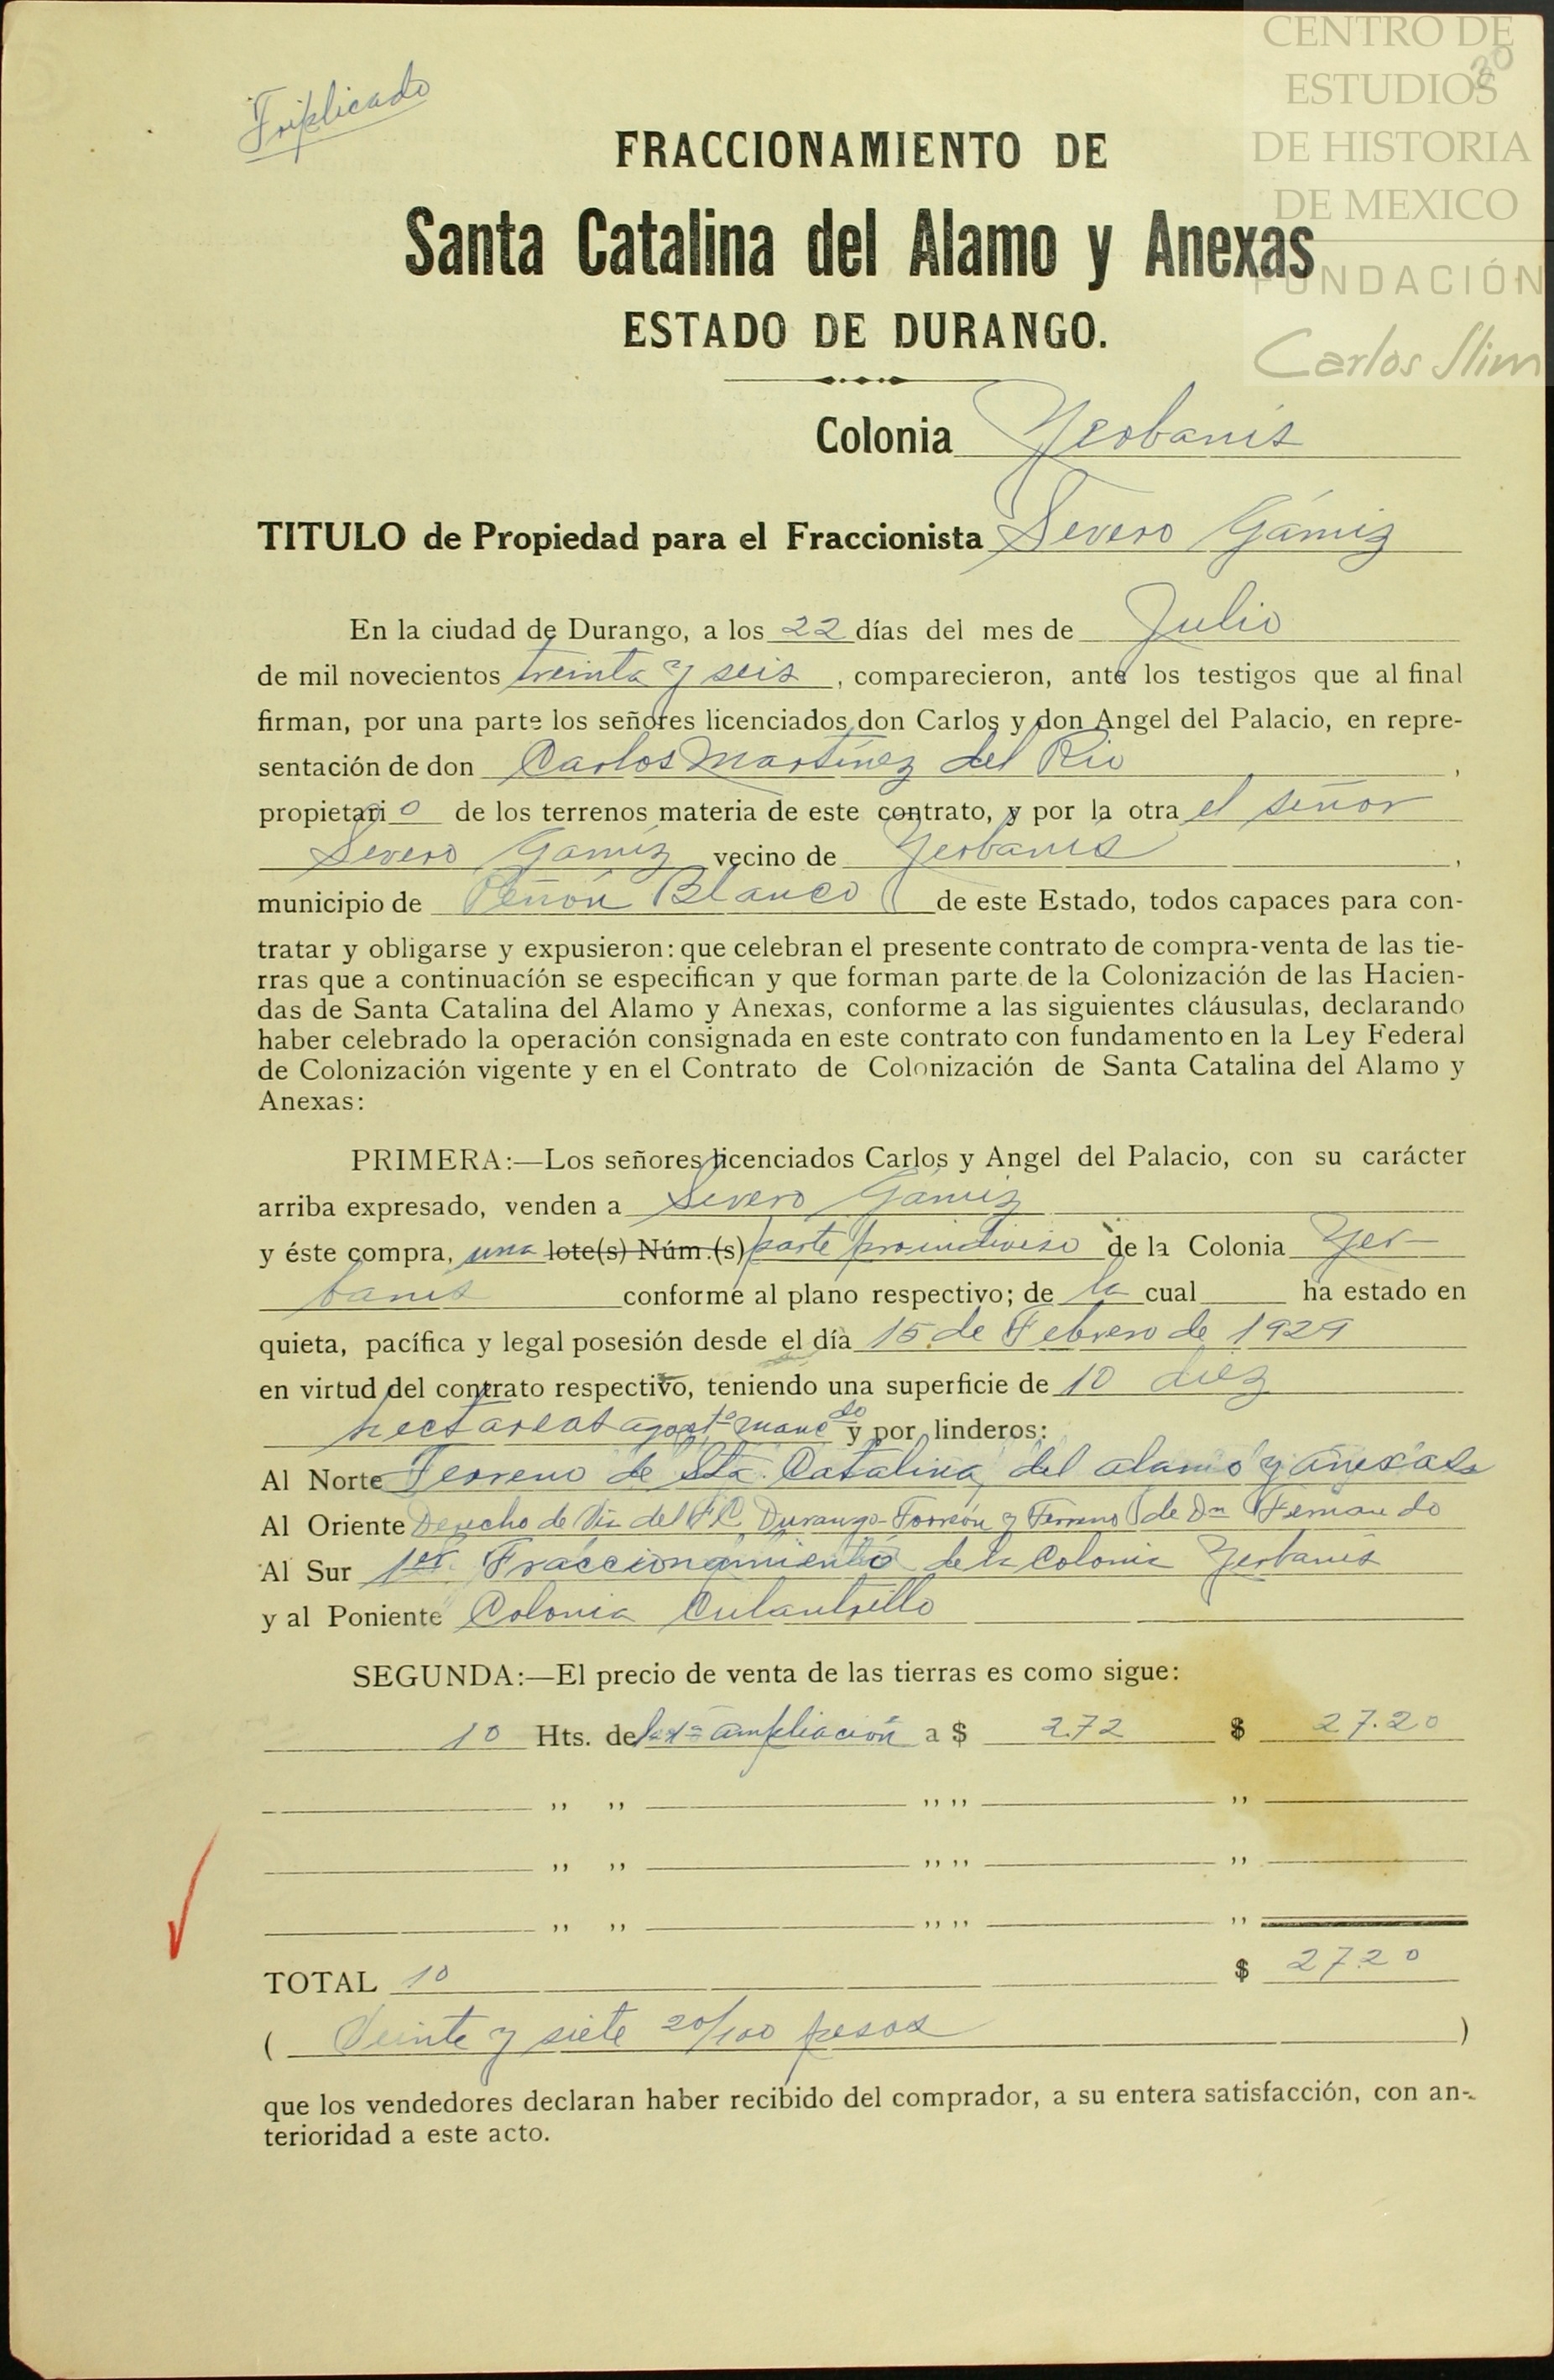 CENTRO DE
ESTUDIOS
DE HISTORIA
DE MEXICO
FUNDACIÓN
Carlos Slim
20
Triplicado
FRACCIONAMIENTO DE
Santa Catalina del Alamo y Anexas
ESTADO DE DURANGO.
Colonia Yerbanis
TITULO de Propiedad para el Fraccionista Severo Gámiz
En la ciudad de Durango, a los 22 días del mes de Julio
de mil novecientos treinta y seis, comparecieron, ante los testigos que al final
firman, por una parte los señores licenciados don Carlos y don Angel del Palacio, en repre-
sentación de don Carlos Martínez del Rio,
propietari o de los terrenos materia de este contrato, y por la otra el señor
Severo Gamiz vecino de Yerbanis,
municipio de Peñón Blanco de este Estado, todos capaces para con-
tratar y obligarse y expusieron: que celebran el presente contrato de compra-venta de las tie-
rras que a continuacíón se especifican y que forman parte de la Colonización de las Hacien-
das de Santa Catalina del Alamo y Anexas, conforme a las siguientes cláusulas, declarando
haber celebrado la operación consignada en este contrato con fundamento en la Ley Federal
de Colonización vigente y en el Contrato de Colonización de Santa Catalina del Alamo y
Anexas:
PRIMERA:—Los señores licenciados Carlos y Angel del Palacio, con su carácter
arriba expresado, venden a Severo Gámiz
y éste compra, una lote(s) Núm.(s) parte proindiviso de la Colonia Yer-
banis conforme al plano respectivo; de la cual ha estado en
quieta, pacífica y legal posesión desde el día 15 de Febrero de 1929
en virtud del contrato respectivo, teniendo una superficie de 10 diez
hectareas agost.º y por linderos:
Al Norte Terreno de Sta. Catalina del alamo y anexas
Al Oriente Derecho de Via del F.C. Durango-Torreón y Terreno de Dn Fernando
Al Sur 1er. Fraccionamiento de la Colonia Yerbanis
y al Poniente Colonia Culantrillo
SEGUNDA:—El precio de venta de las tierras es como sigue:
10 Hts. de la 1ª ampliación a $ 2.72 $ 27.20
,, ,, ,, ,, ,,
,, ,, ,, ,, ,,
,, ,, ,, ,, ,,
TOTAL 10 $ 27.20
( Veinte y siete 20/100 pesos )
que los vendedores declaran haber recibido del comprador, a su entera satisfacción, con an-
terioridad a este acto.